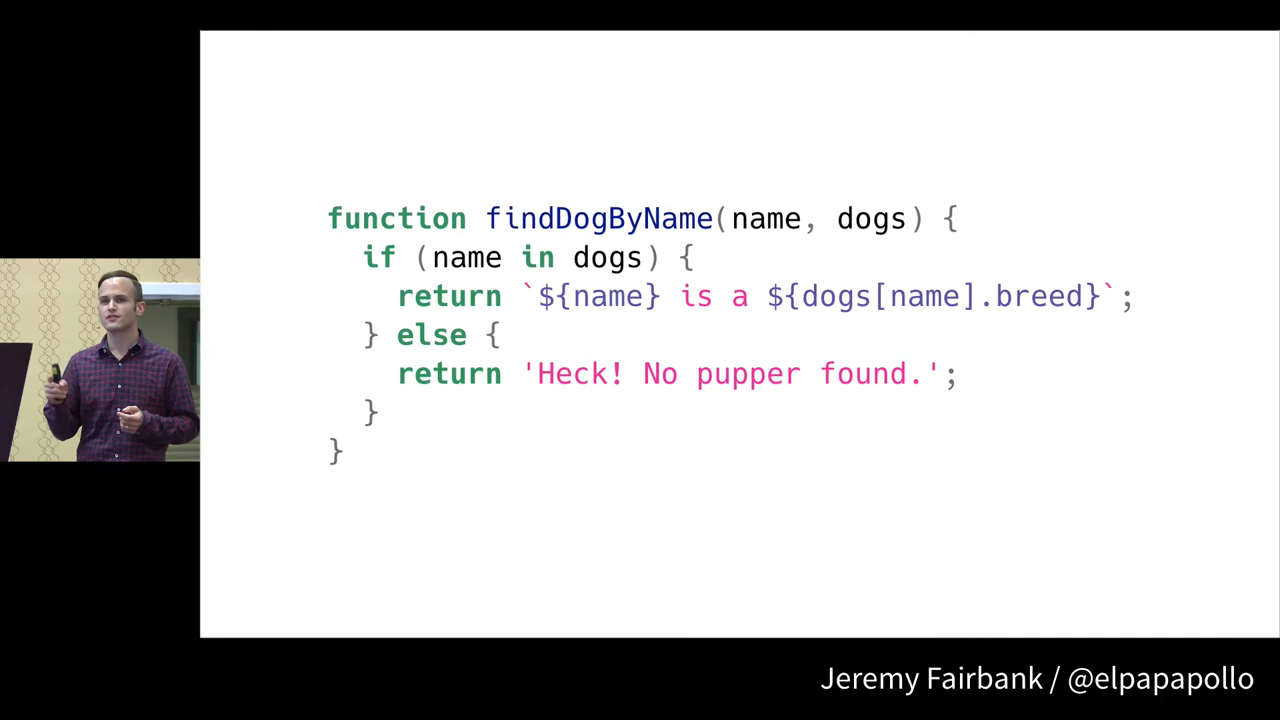 function findDogByName(name, dogs) {
if (name in dogs) {
return `${name} is a ${dogs[name].breed}`;
} else {
return 'Heck! No pupper found.';
}
}
Jeremy Fairbank / @elpapapollo